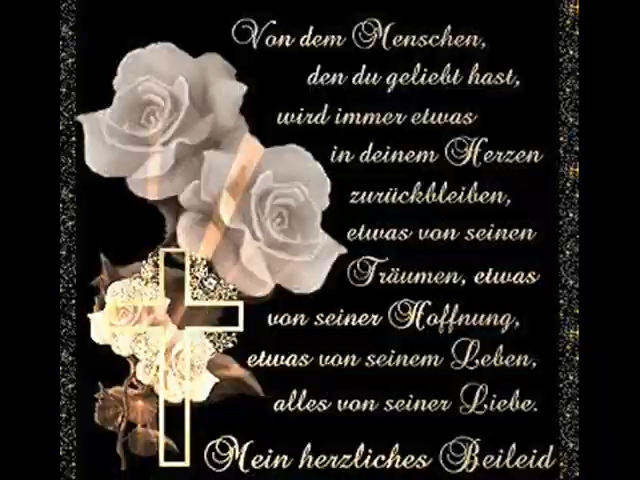 Von dem Menschen,
den du geliebt hast,
wird immer etwas
in deinem Herzen
zurückbleiben,
etwas von seinen
Träumen, etwas
von seiner Hoffnung,
etwas von seinem Leben,
alles von seiner Liebe.
Mein herzliches Beileid